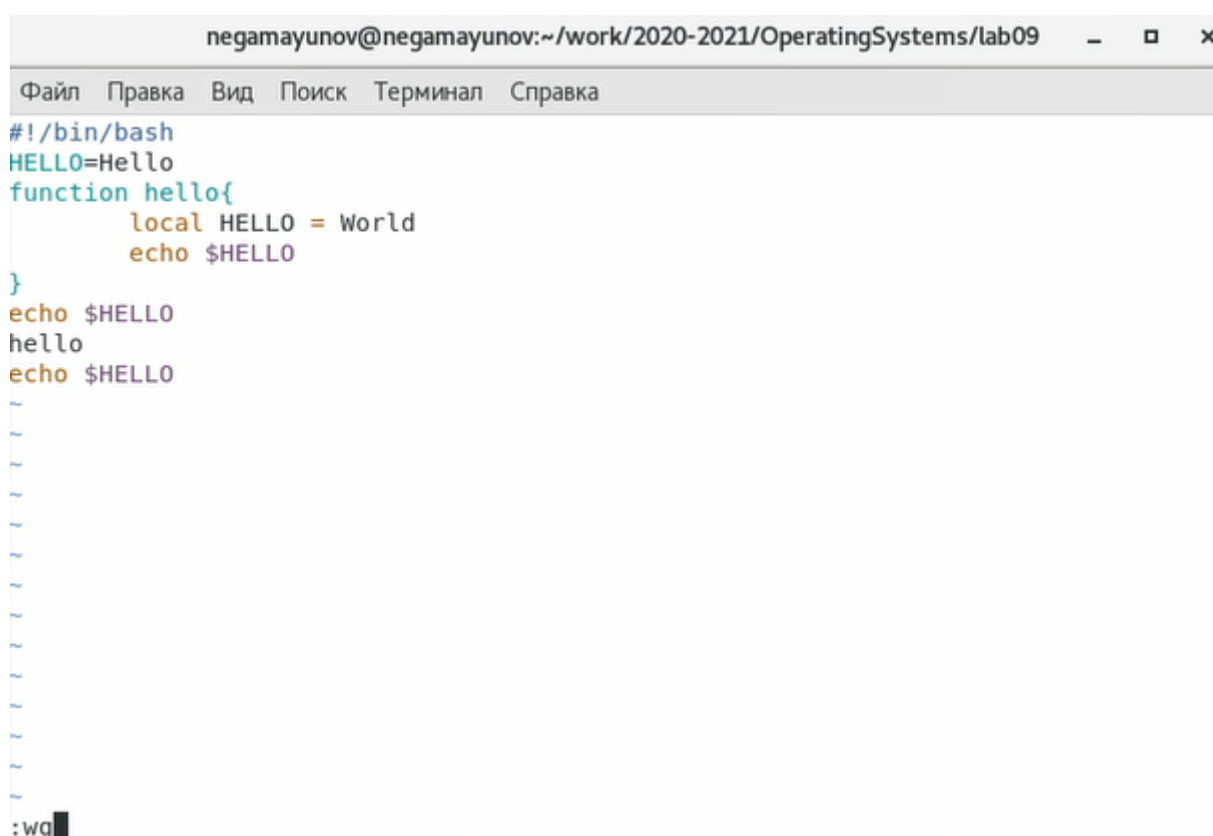 negamayunov@negamayunov:~/work/2020-2021/OperatingSystems/lab09
Файл Правка Вид Поиск Терминал Справка
#!/bin/bash
HELLO=Hello
function hello{
        local HELLO = World
        echo $HELLO
}
echo $HELLO
hello
echo $HELLO
~
~
~
~
~
~
~
~
~
~
~
~
~
~
:wq